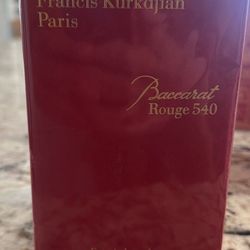 Francis Kurkdjian
Paris
Baccarat
Rouge 540